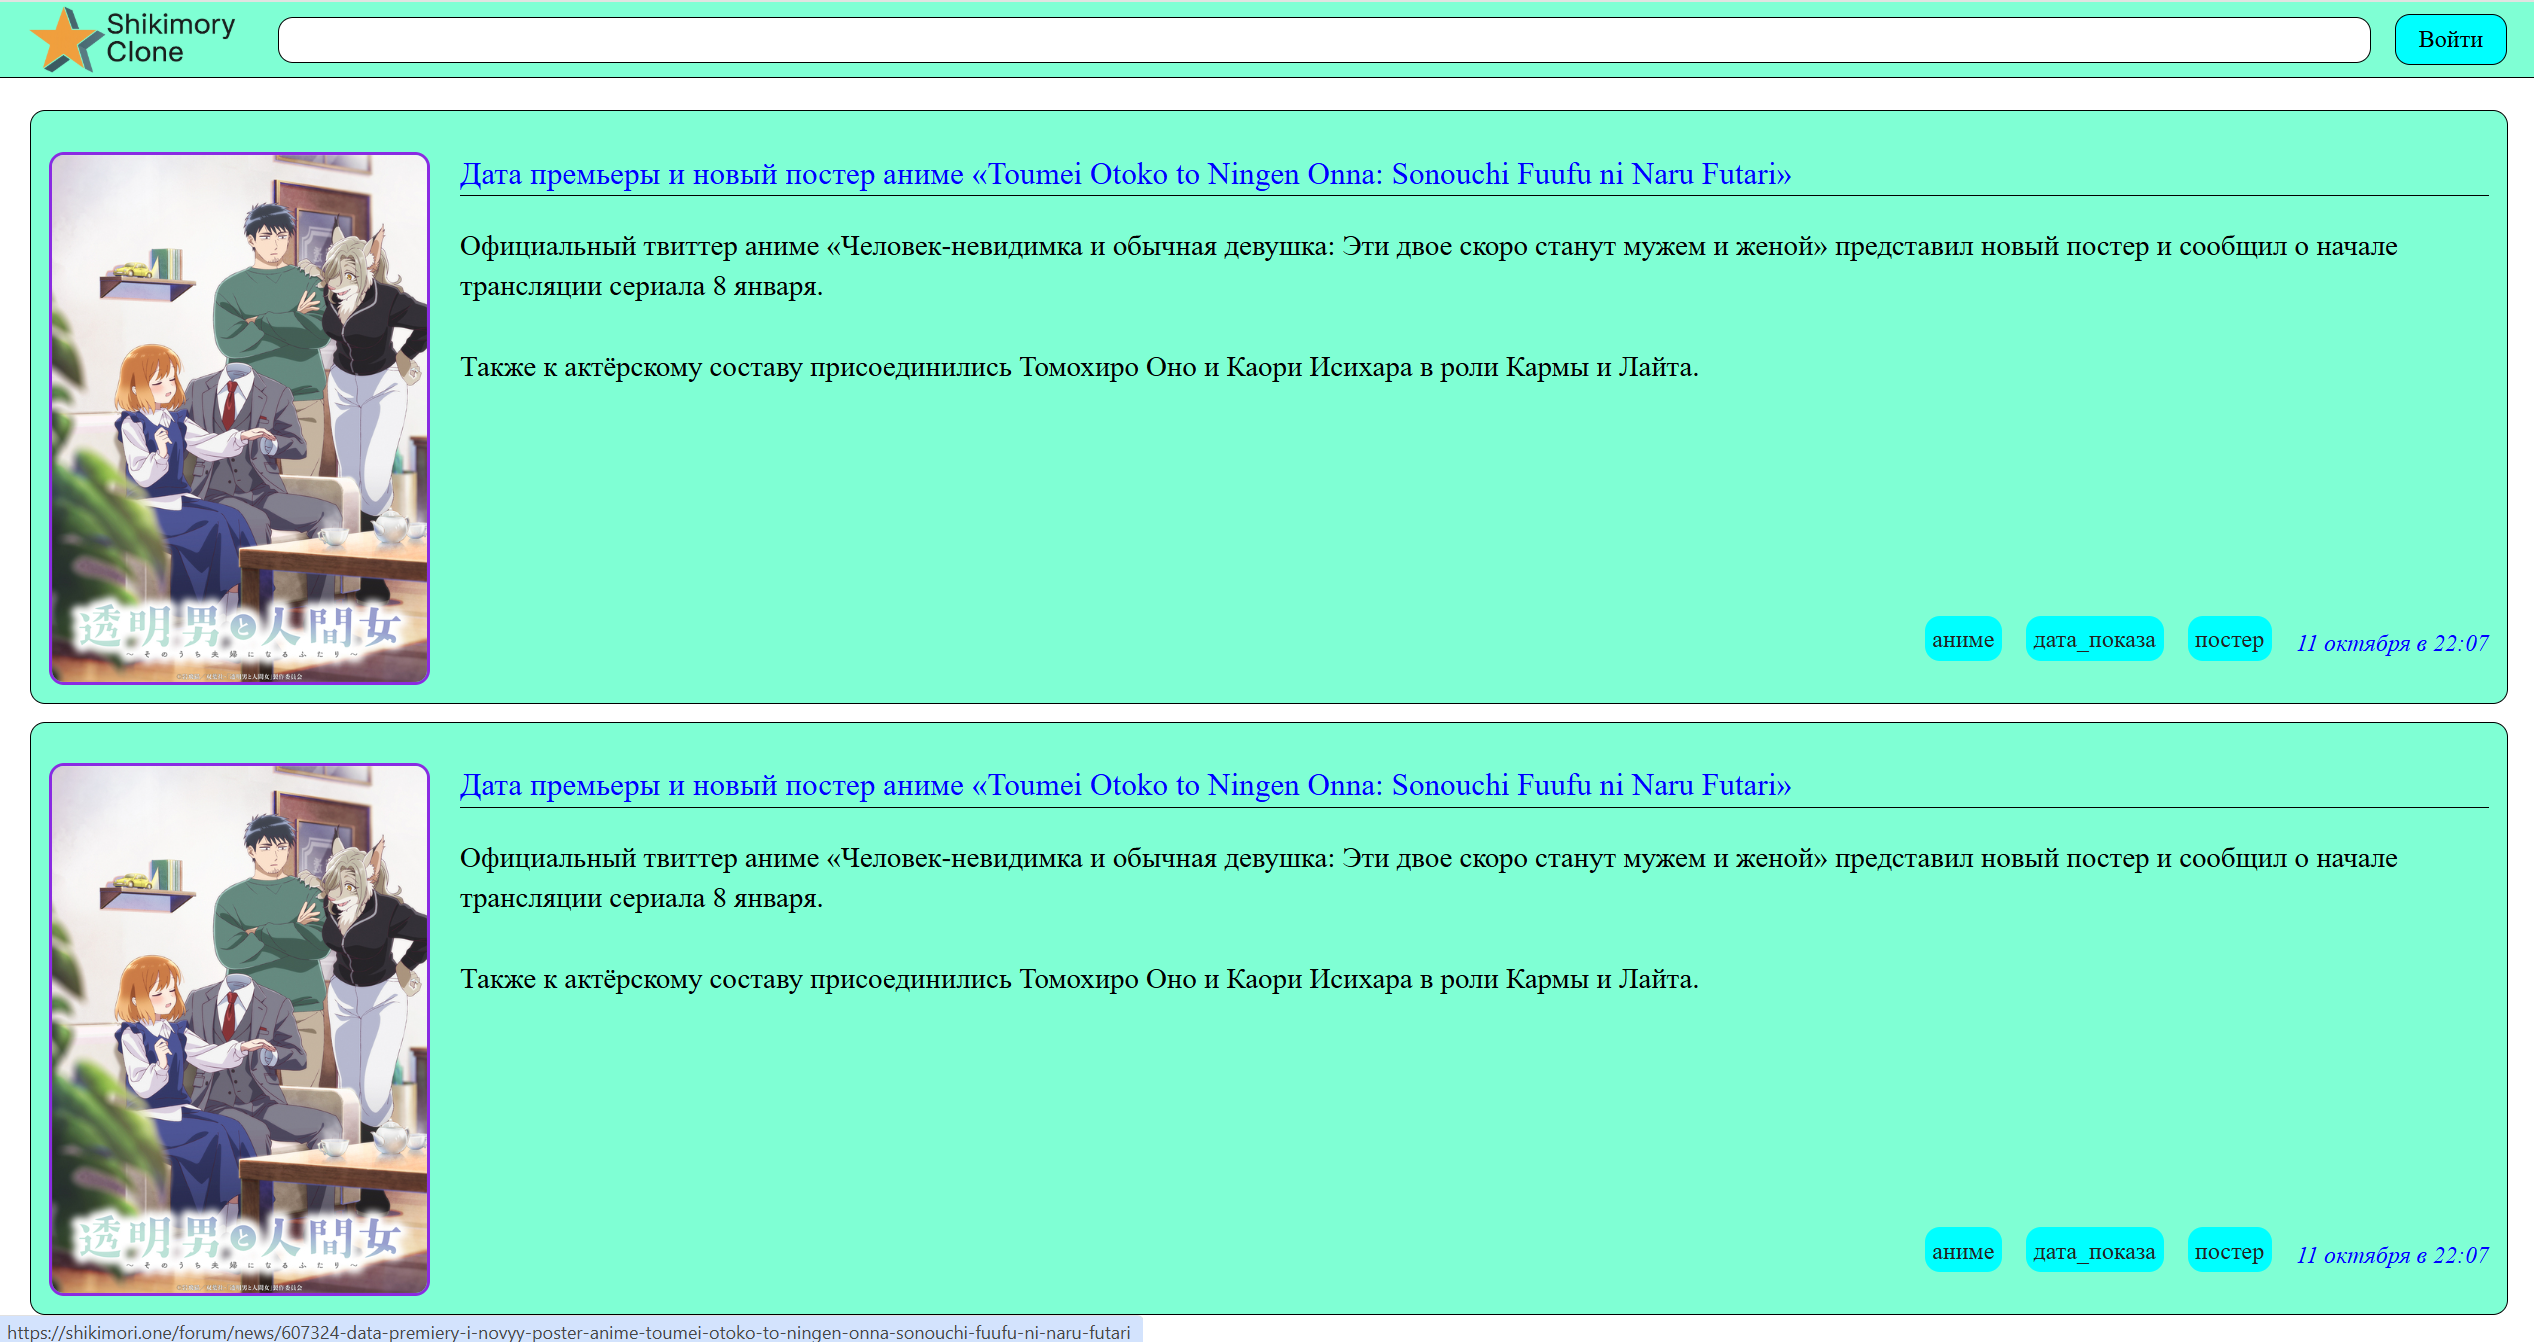 Shikimory
Clone
Войти
Дата премьеры и новый постер аниме «Toumei Otoko to Ningen Onna: Sonouchi Fuufu ni Naru Futari»
Официальный твиттер аниме «Человек-невидимка и обычная девушка: Эти двое скоро станут мужем и женой» представил новый постер и сообщил о начале
трансляции сериала 8 января.
Также к актёрскому составу присоединились Томохиро Оно и Каори Исихара в роли Кармы и Лайта.
透明男と人間女
～そのうち夫婦になるふたり～
аниме дата_показа постер 11 октября в 22:07
Дата премьеры и новый постер аниме «Toumei Otoko to Ningen Onna: Sonouchi Fuufu ni Naru Futari»
Официальный твиттер аниме «Человек-невидимка и обычная девушка: Эти двое скоро станут мужем и женой» представил новый постер и сообщил о начале
трансляции сериала 8 января.
Также к актёрскому составу присоединились Томохиро Оно и Каори Исихара в роли Кармы и Лайта.
透明男と人間女
～そのうち夫婦になるふたり～
аниме дата_показа постер 11 октября в 22:07
https://shikimori.one/forum/news/607324-data-premiery-i-novyy-poster-anime-toumei-otoko-to-ningen-onna-sonouchi-fuufu-ni-naru-futari